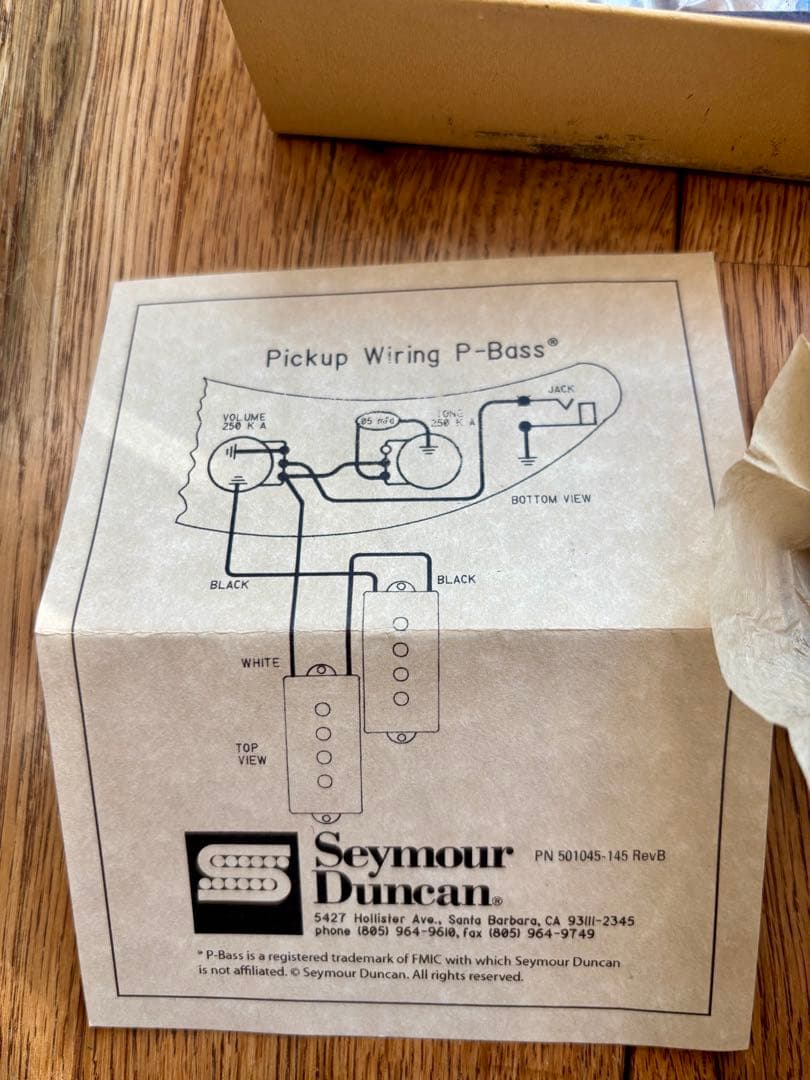 Pickup Wiring P-Bass®
JACK
VOLUME
250 K A
.05 mfd
TONE
250 K A
BOTTOM VIEW
BLACK
BLACK
WHITE
TOP
VIEW
Seymour
Duncan®
PN 501045-145 RevB
5427 Hollister Ave., Santa Barbara, CA 93111-2345
phone (805) 964-9610, fax (805) 964-9749
* P-Bass is a registered trademark of FMIC with which Seymour Duncan
is not affiliated. © Seymour Duncan. All rights reserved.